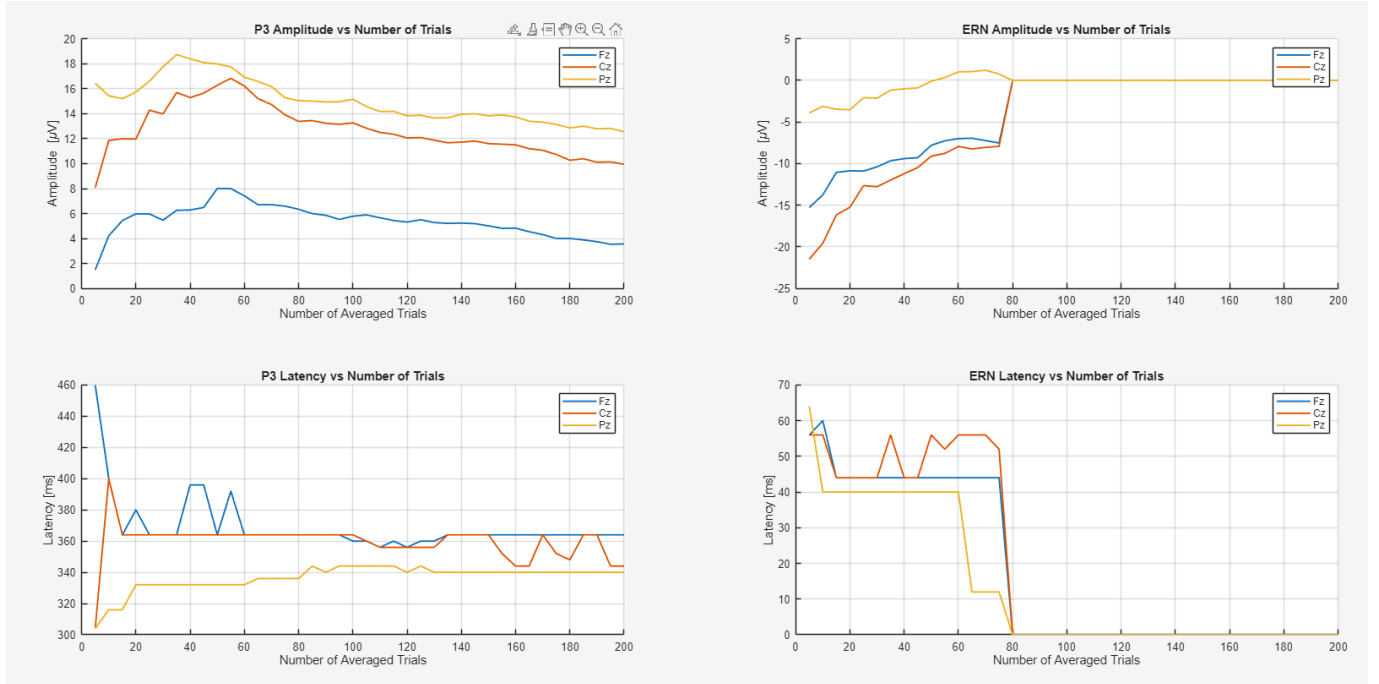 P3 Amplitude vs Number of Trials
20
18
16
14
12
10
8
6
4
2
0
Amplitude [µV]
Fz
Cz
Pz
0 20 40 60 80 100 120 140 160 180 200
Number of Averaged Trials
ERN Amplitude vs Number of Trials
5
0
-5
-10
-15
-20
-25
Amplitude [µV]
Fz
Cz
Pz
0 20 40 60 80 100 120 140 160 180 200
Number of Averaged Trials
P3 Latency vs Number of Trials
460
440
420
400
380
360
340
320
300
Latency [ms]
Fz
Cz
Pz
0 20 40 60 80 100 120 140 160 180 200
Number of Averaged Trials
ERN Latency vs Number of Trials
70
60
50
40
30
20
10
0
Latency [ms]
Fz
Cz
Pz
0 20 40 60 80 100 120 140 160 180 200
Number of Averaged Trials